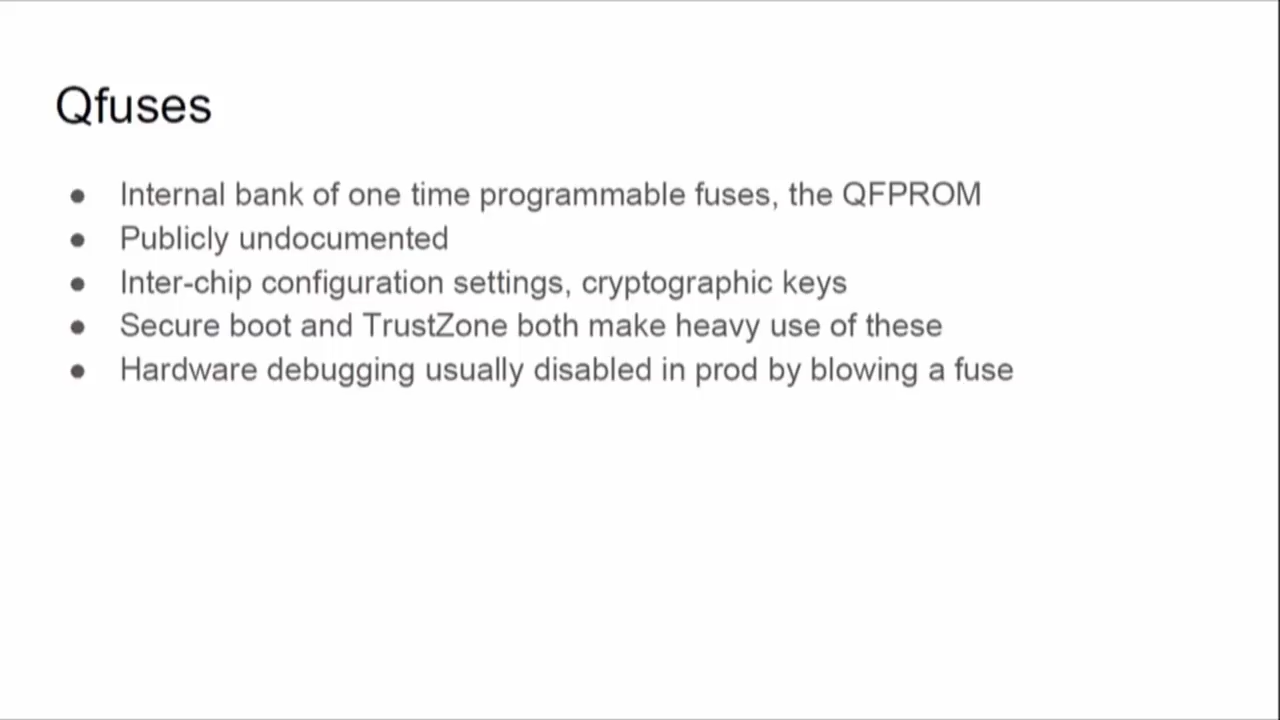 Qfuses
● Internal bank of one time programmable fuses, the QFPROM
● Publicly undocumented
● Inter-chip configuration settings, cryptographic keys
● Secure boot and TrustZone both make heavy use of these
● Hardware debugging usually disabled in prod by blowing a fuse